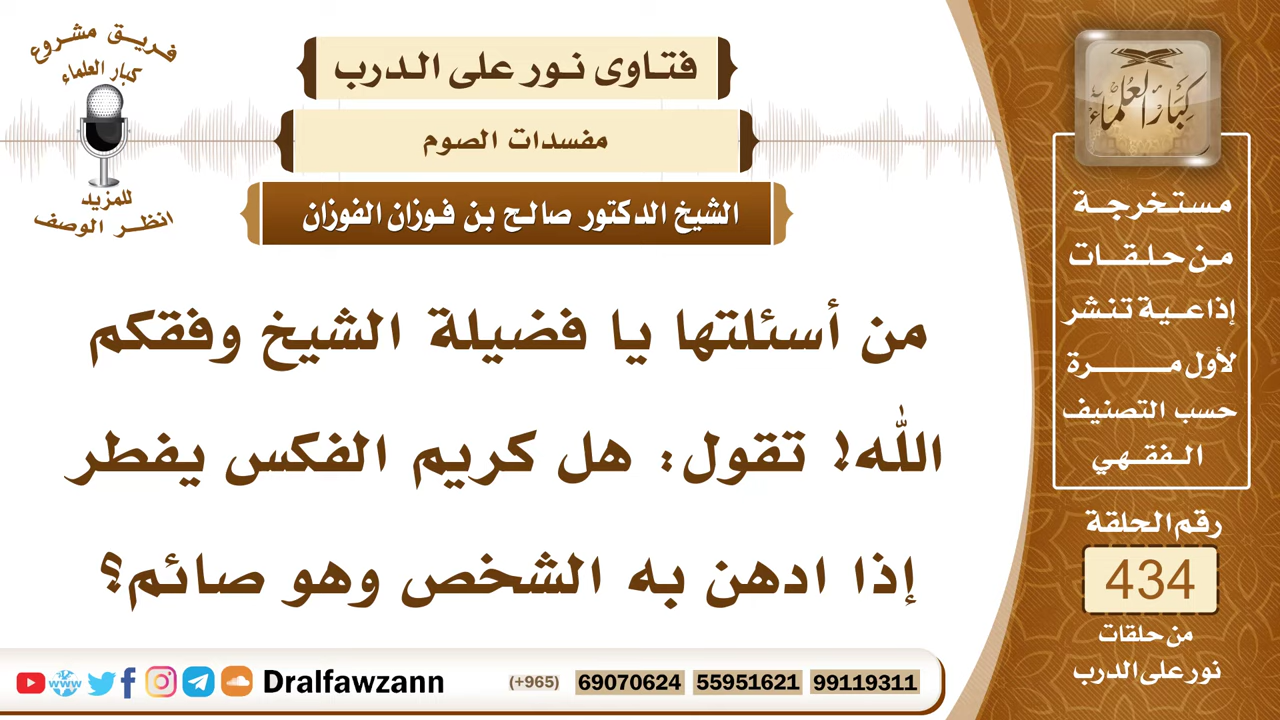 فريق مشروع
كبار العلماء
للمزيد
انظر الوصف
فتاوى نور على الدرب
مفسدات الصوم
الشيخ الدكتور صالح بن فوزان الفوزان
من أسئلتها يا فضيلة الشيخ وفقكم
الله! تقول: هل كريم الفكس يفطر
إذا ادهن به الشخص وهو صائم؟
كبار العلماء
مستخرجة
من حلقات
إذاعية تنشر
لأول مرة
حسب التصنيف
الفقهي
رقم الحلقة
434
من حلقات
نور على الدرب
www Dralfawzann (+965) 69070624 55951621 99119311